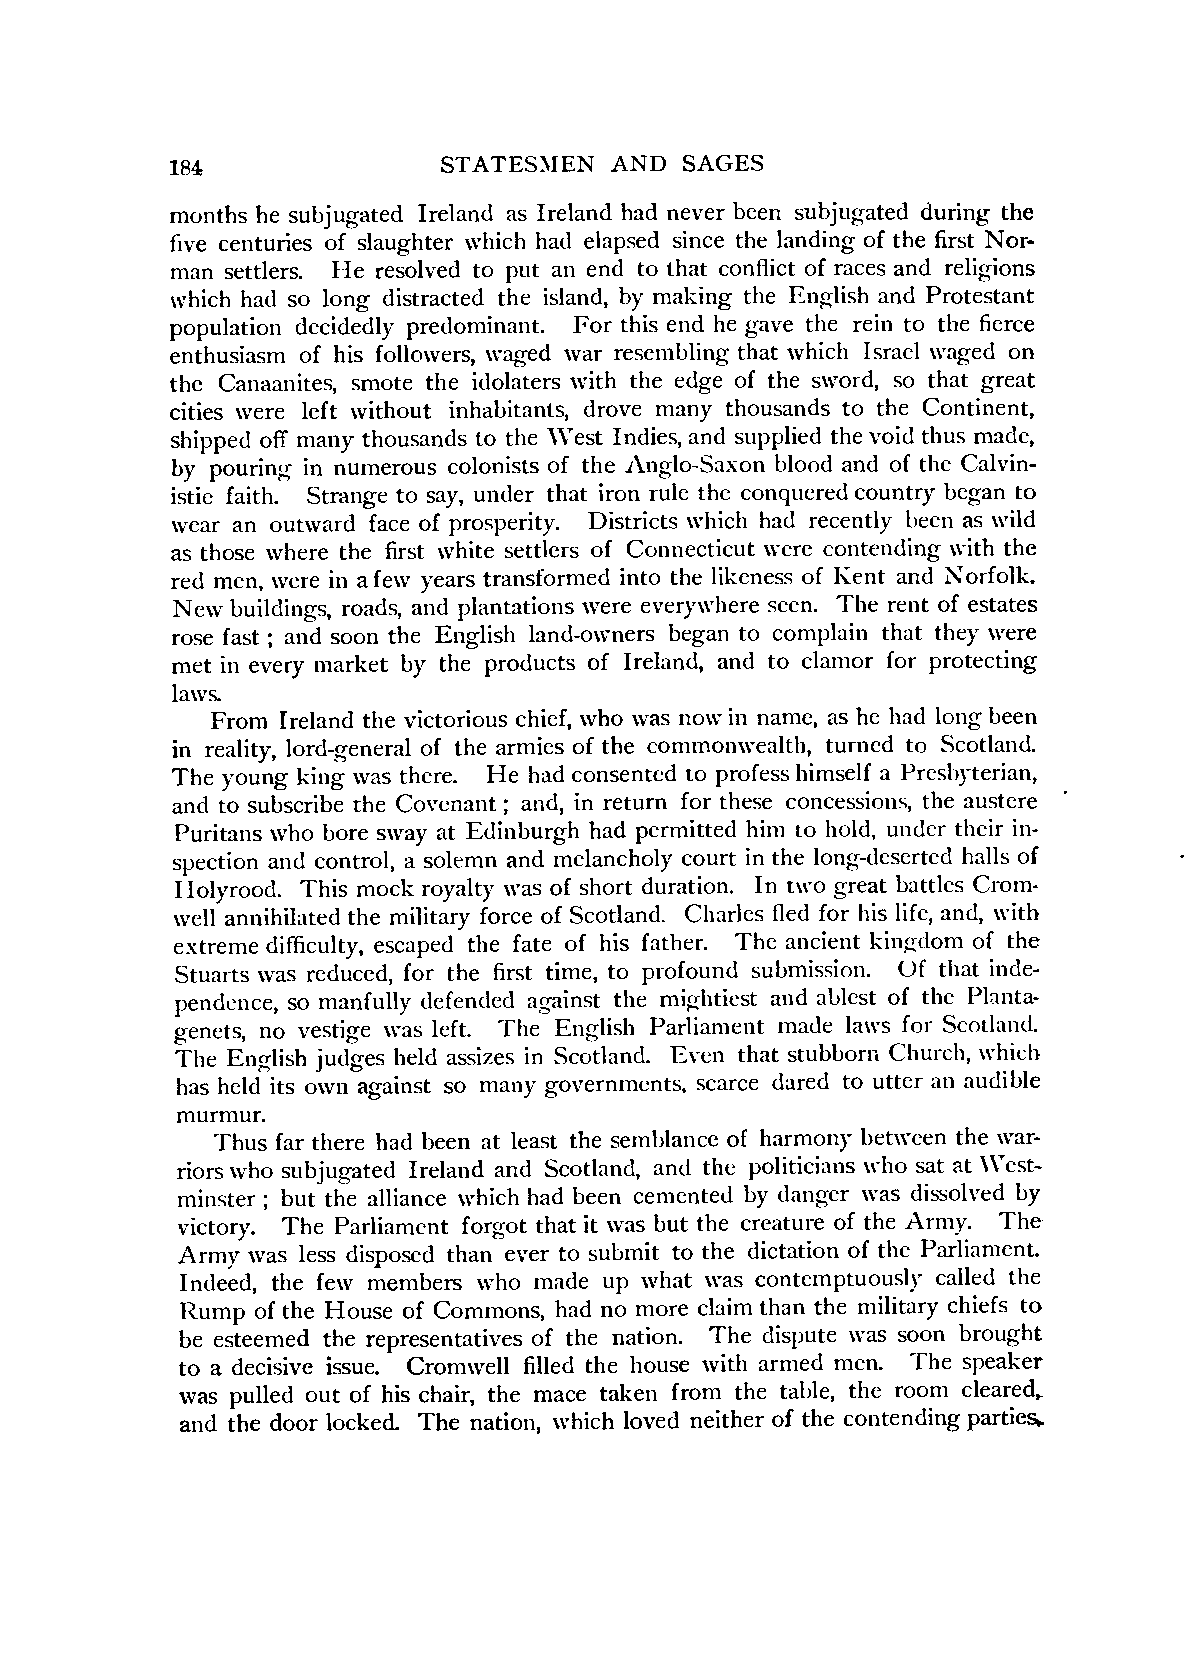 184 STATESMEN AND SAGES
months he subjugated Ireland as Ireland had never been subjugated during the
five centuries of slaughter which had elapsed since the landing of the first Nor-
man settlers. He resolved to put an end to that conflict of races and religions
which had so long distracted the island, by making the English and Protestant
population decidedly predominant. For this end he gave the rein to the fierce
enthusiasm of his followers, waged war resembling that which Israel waged on
the Canaanites, smote the idolaters with the edge of the sword, so that great
cities were left without inhabitants, drove many thousands to the Continent,
shipped off many thousands to the West Indies, and supplied the void thus made,
by pouring in numerous colonists of the Anglo-Saxon blood and of the Calvin-
istic faith. Strange to say, under that iron rule the conquered country began to
wear an outward face of prosperity. Districts which had recently been as wild
as those where the first white settlers of Connecticut were contending with the
red men, were in a few years transformed into the likeness of Kent and Norfolk.
New buildings, roads, and plantations were everywhere seen. The rent of estates
rose fast ; and soon the English land-owners began to complain that they were
met in every market by the products of Ireland, and to clamor for protecting
laws.
From Ireland the victorious chief, who was now in name, as he had long been
in reality, lord-general of the armies of the commonwealth, turned to Scotland.
The young king was there. He had consented to profess himself a Presbyterian,
and to subscribe the Covenant ; and, in return for these concessions, the austere
Puritans who bore sway at Edinburgh had permitted him to hold, under their in-
spection and control, a solemn and melancholy court in the long-deserted halls of
Holyrood. This mock royalty was of short duration. In two great battles Crom-
well annihilated the military force of Scotland. Charles fled for his life, and, with
extreme difficulty, escaped the fate of his father. The ancient kingdom of the
Stuarts was reduced, for the first time, to profound submission. Of that inde-
pendence, so manfully defended against the mightiest and ablest of the Planta-
genets, no vestige was left. The English Parliament made laws for Scotland.
The English judges held assizes in Scotland. Even that stubborn Church, which
has held its own against so many governments, scarce dared to utter an audible
murmur.
Thus far there had been at least the semblance of harmony between the war-
riors who subjugated Ireland and Scotland, and the politicians who sat at West-
minster ; but the alliance which had been cemented by danger was dissolved by
victory. The Parliament forgot that it was but the creature of the Army. The
Army was less disposed than ever to submit to the dictation of the Parliament.
Indeed, the few members who made up what was contemptuously called the
Rump of the House of Commons, had no more claim than the military chiefs to
be esteemed the representatives of the nation. The dispute was soon brought
to a decisive issue. Cromwell filled the house with armed men. The speaker
was pulled out of his chair, the mace taken from the table, the room cleared,
and the door locked. The nation, which loved neither of the contending parties,